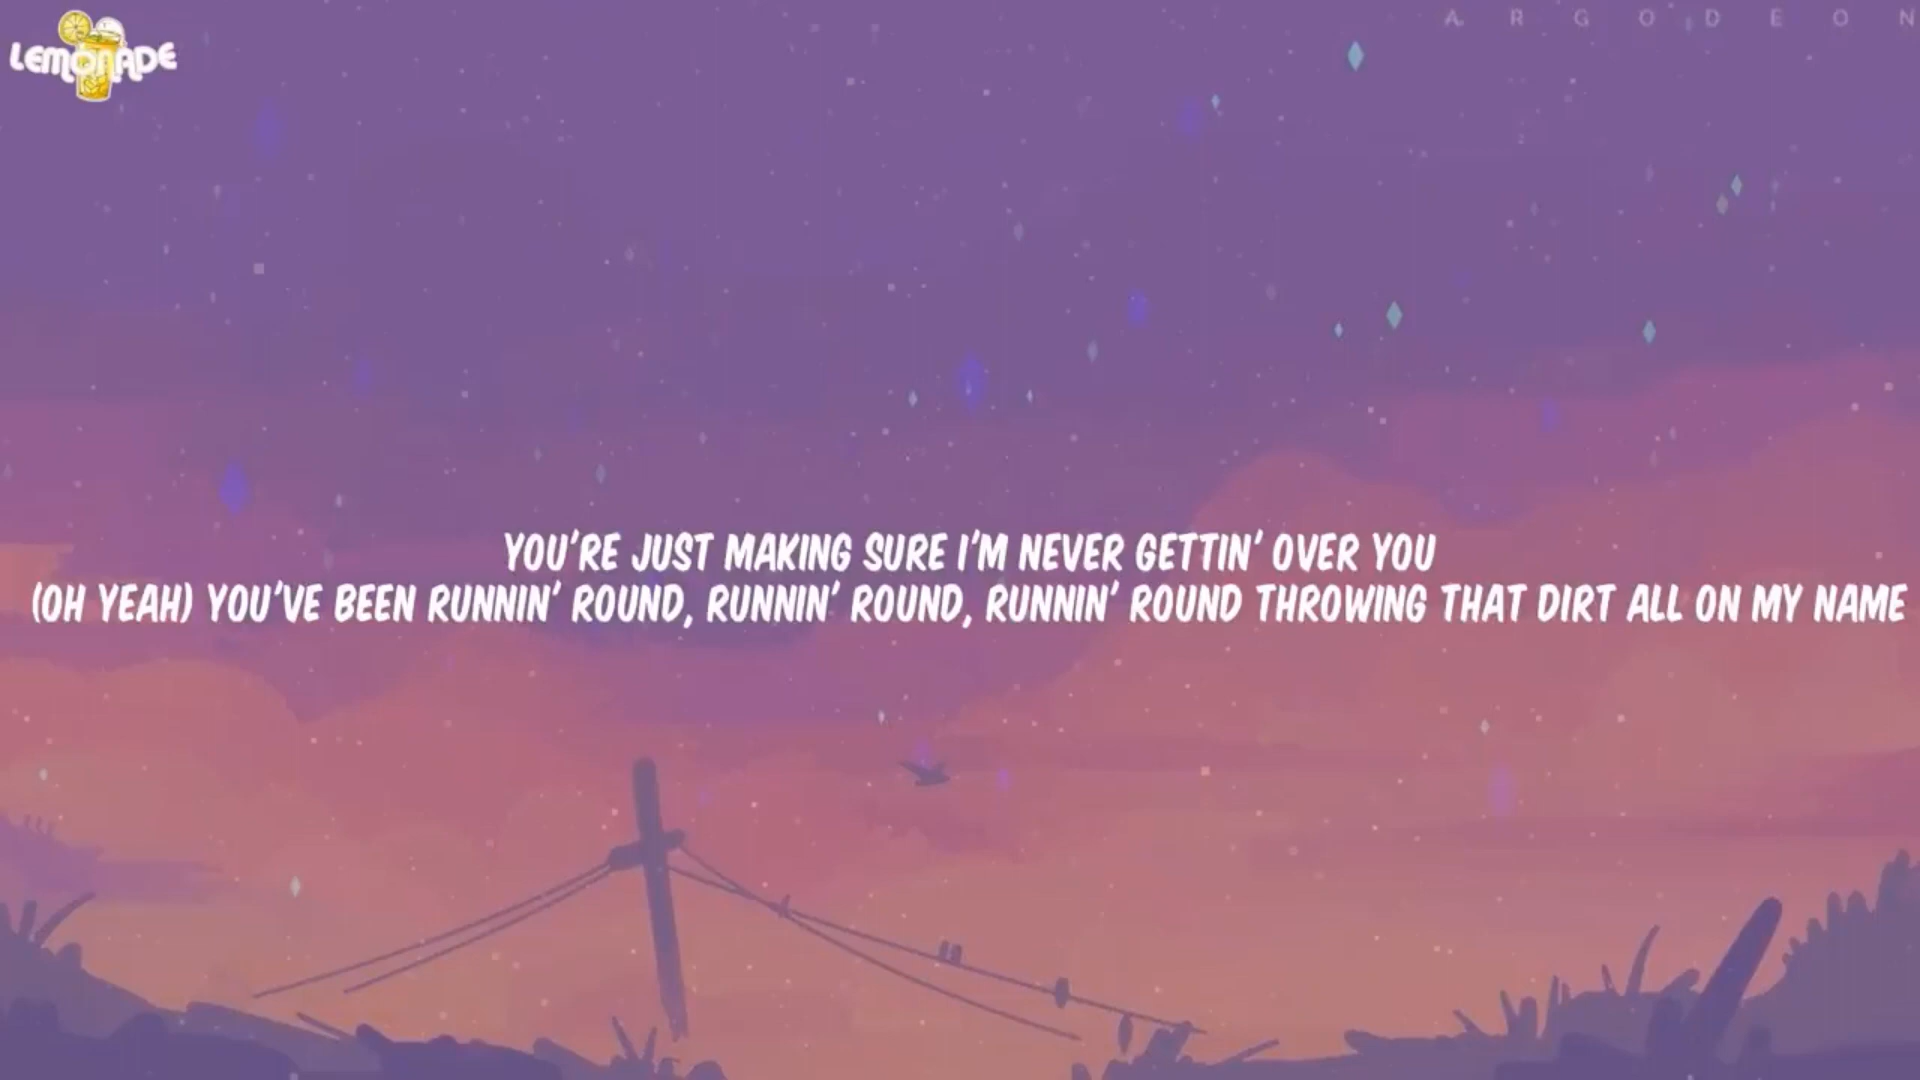 LEMONADE
ARGODEON
YOU'RE JUST MAKING SURE I'M NEVER GETTIN' OVER YOU
(OH YEAH) YOU'VE BEEN RUNNIN' ROUND, RUNNIN' ROUND, RUNNIN' ROUND THROWING THAT DIRT ALL ON MY NAME